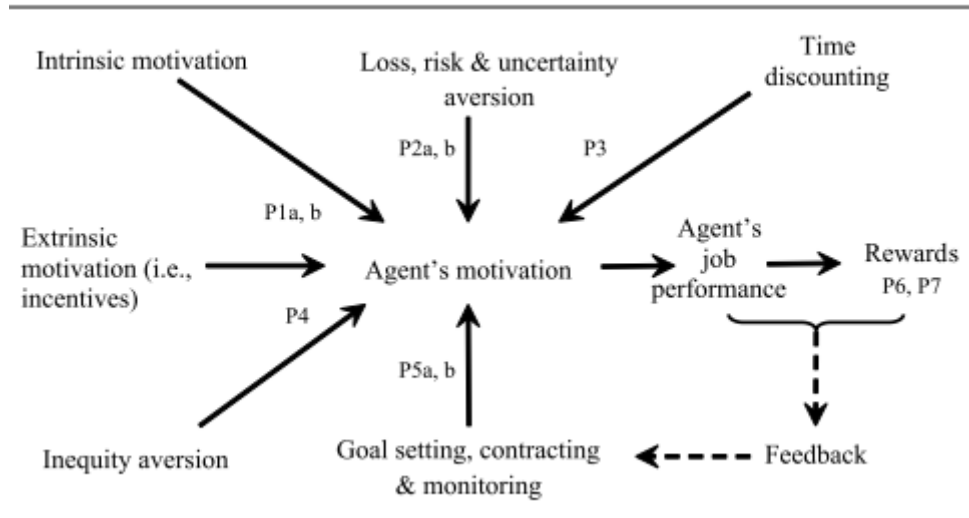 Intrinsic motivation
Loss, risk & uncertainty
aversion
Time
discounting
P2a, b
P3
P1a, b
Extrinsic
motivation (i.e.,
incentives)
Agent's motivation
Agent's
job
performance
Rewards
P6, P7
P4
P5a, b
Inequity aversion
Goal setting, contracting
& monitoring
Feedback